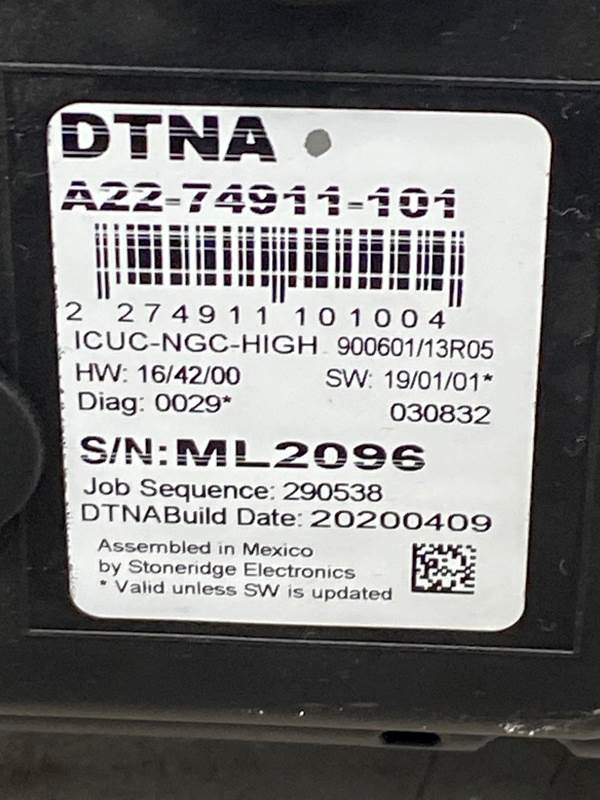 DTNA
A22-74911-101
2 274911 101004
ICUC-NGC-HIGH 900601/13R05
HW: 16/42/00 SW: 19/01/01*
Diag: 0029* 030832
S/N: ML2096
Job Sequence: 290538
DTNABuild Date: 20200409
Assembled in Mexico
by Stoneridge Electronics
* Valid unless SW is updated